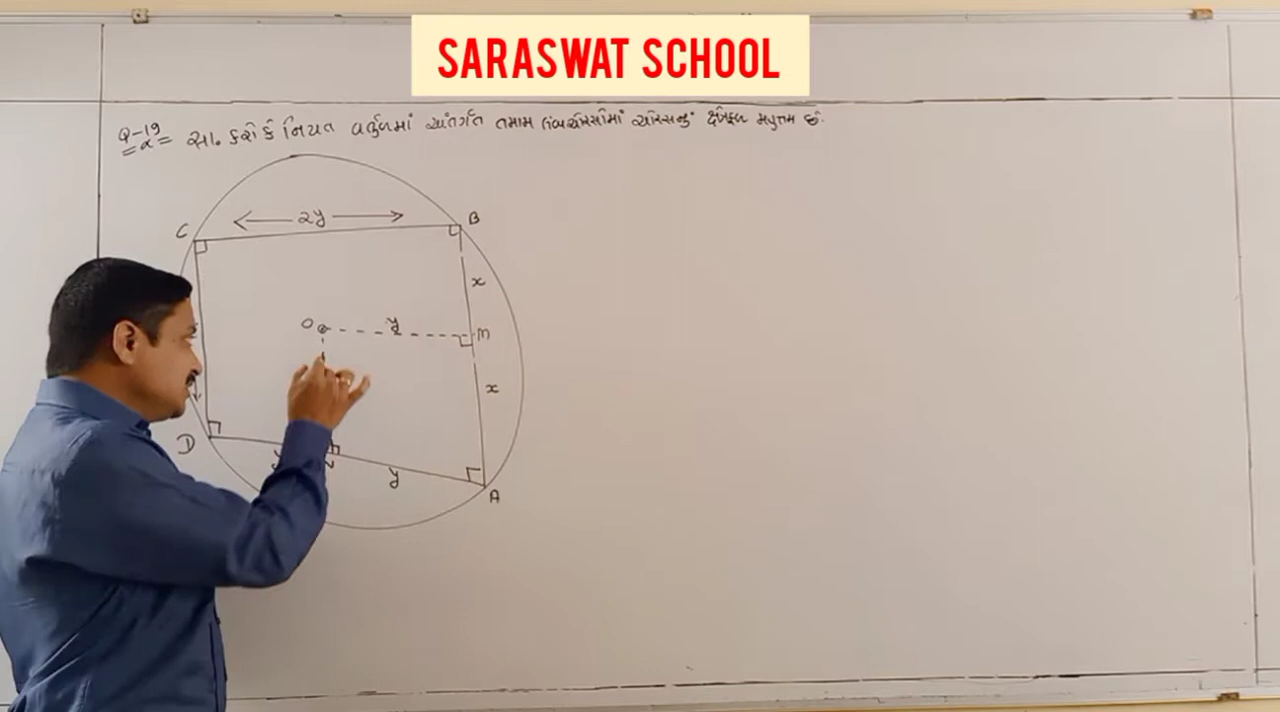 SARASWAT SCHOOL
Q-19 સા. કરો કે નિયત વર્તુળમાં અંતર્ગત તમામ લંબચોરસોમાં ચોરસનું ક્ષેત્રફળ મહત્તમ છે.
2y
C B
x
O y M
x
D y y
A